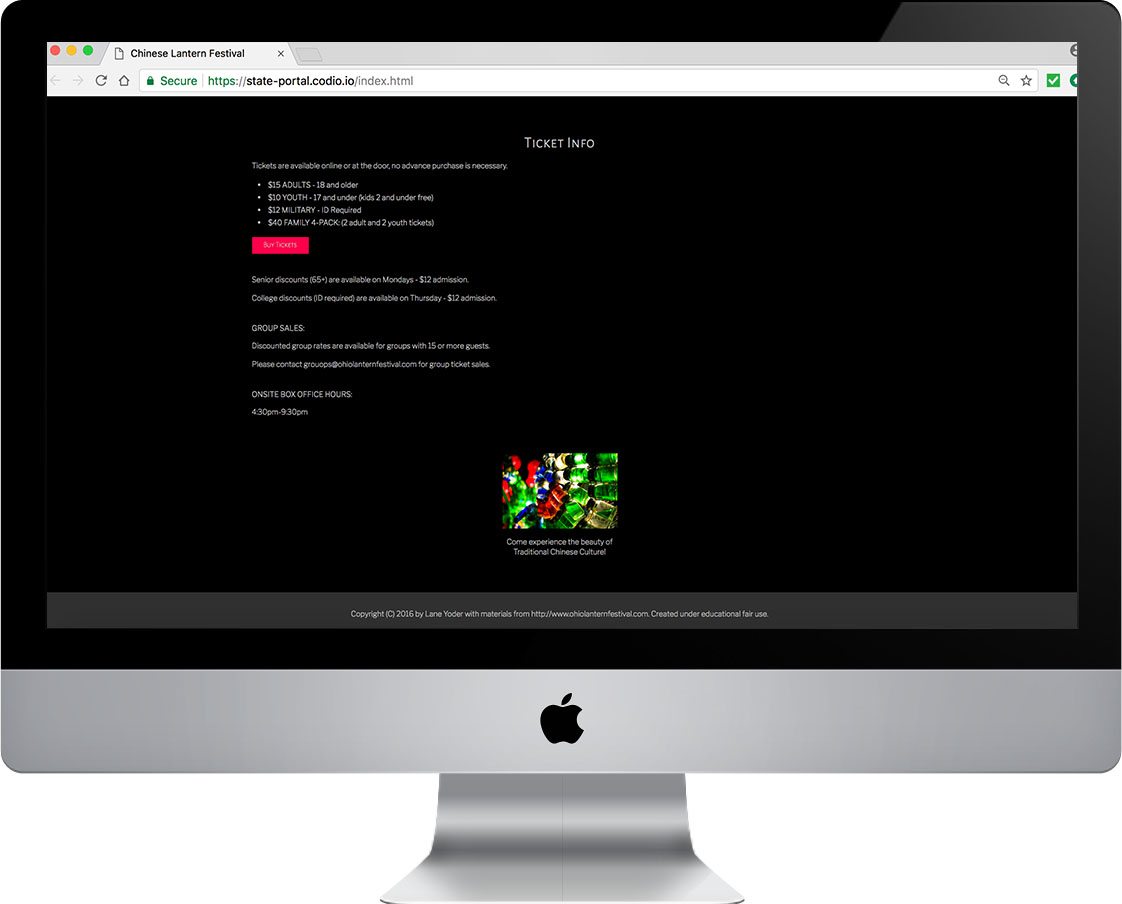 Chinese Lantern Festival
Secure https://state-portal.codio.io/index.html
Ticket Info
Tickets are available online or at the door, no advance purchase is necessary.
• $15 ADULTS - 18 and older
• $10 YOUTH - 17 and under (kids 2 and under free)
• $12 MILITARY - ID Required
• $40 FAMILY 4-PACK: (2 adult and 2 youth tickets)
Buy Tickets
Senior discounts (65+) are available on Mondays - $12 admission.
College discounts (ID required) are available on Thursday - $12 admission.
GROUP SALES:
Discounted group rates are available for groups with 15 or more guests.
Please contact grouops@ohiolanternfestival.com for group ticket sales.
ONSITE BOX OFFICE HOURS:
4:30pm-9:30pm
Come experience the beauty of
Traditional Chinese Culture!
Copyright (C) 2016 by Lane Yoder with materials from http://www.ohiolanternfestival.com. Created under educational fair use.